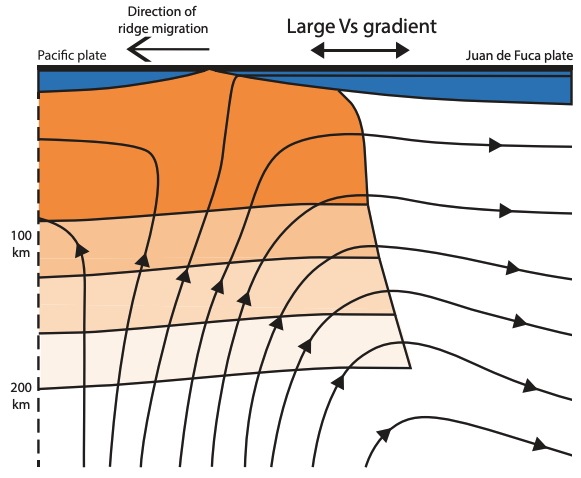 Direction of
ridge migration
Large Vs gradient
Pacific plate
Juan de Fuca plate
100
km
200
km